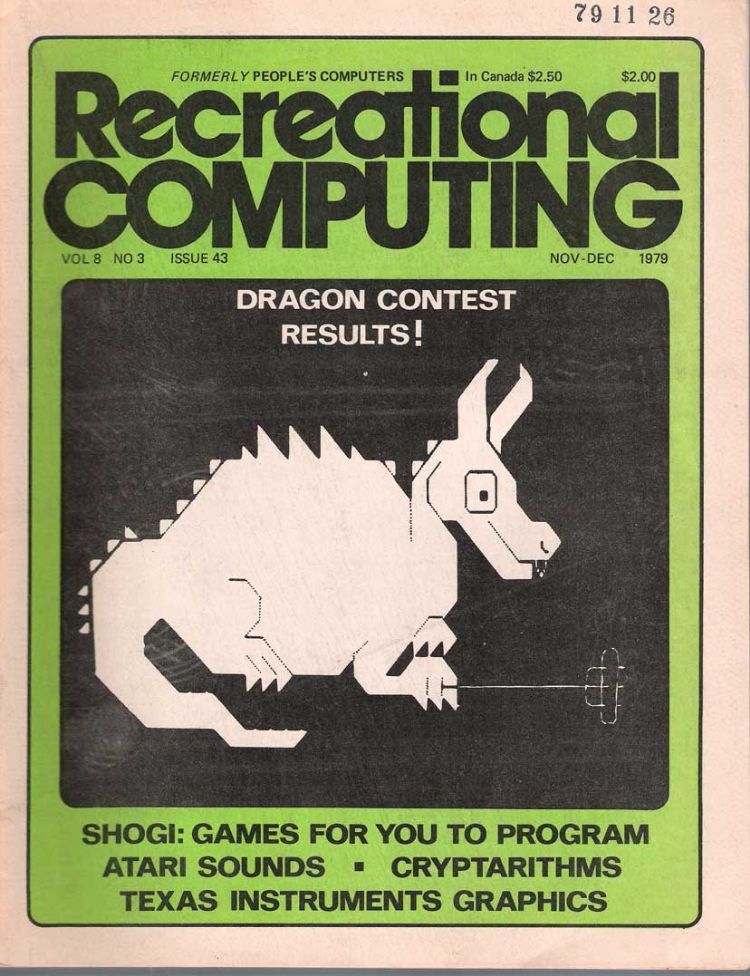 79 11 26
FORMERLY PEOPLE'S COMPUTERS In Canada $2.50 $2.00
Recreational
COMPUTING
VOL 8 NO 3 ISSUE 43 NOV-DEC 1979
DRAGON CONTEST
RESULTS!
SHOGI: GAMES FOR YOU TO PROGRAM
ATARI SOUNDS ▪ CRYPTARITHMS
TEXAS INSTRUMENTS GRAPHICS